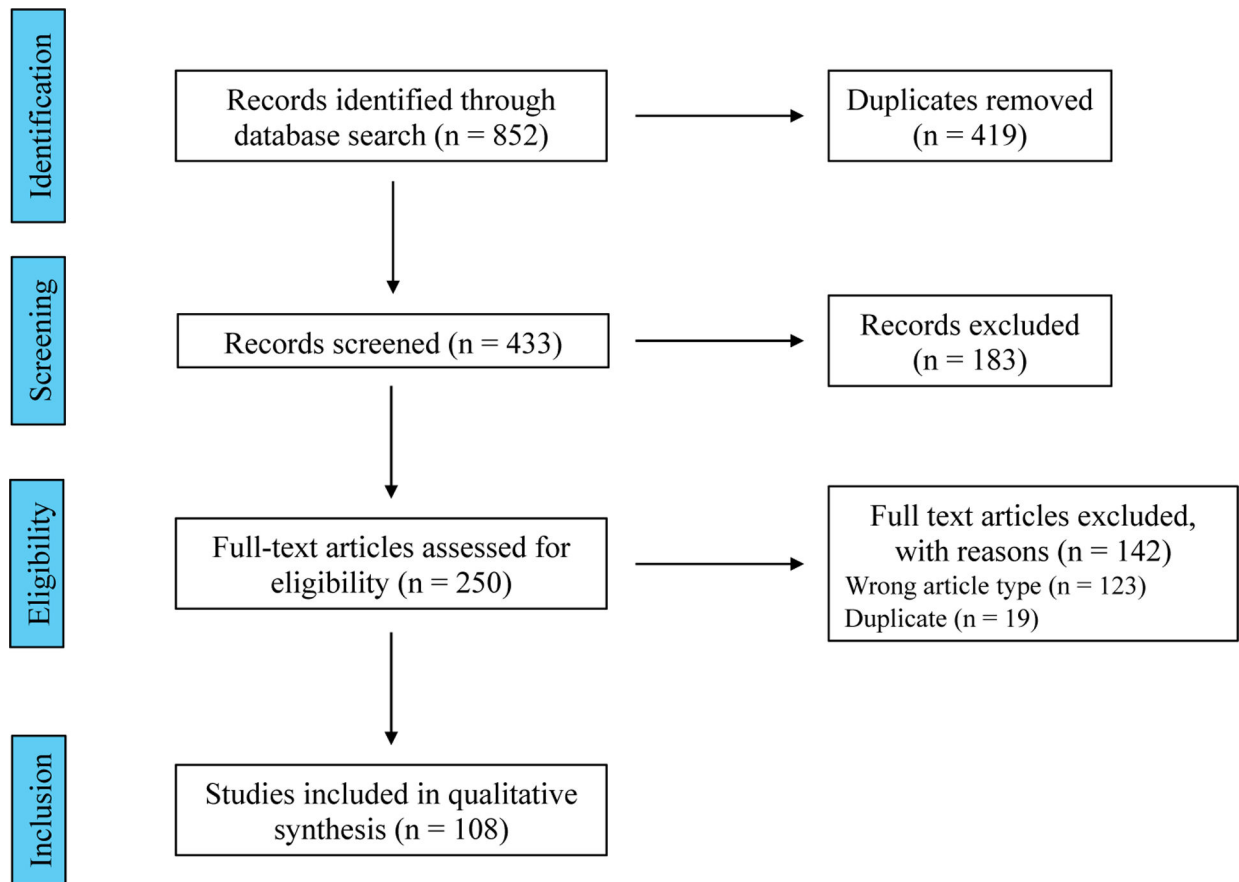 Identification
Records identified through
database search (n = 852)
Duplicates removed
(n = 419)
Screening
Records screened (n = 433)
Records excluded
(n = 183)
Eligibility
Full-text articles assessed for
eligibility (n = 250)
Full text articles excluded,
with reasons (n = 142)
Wrong article type (n = 123)
Duplicate (n = 19)
Inclusion
Studies included in qualitative
synthesis (n = 108)